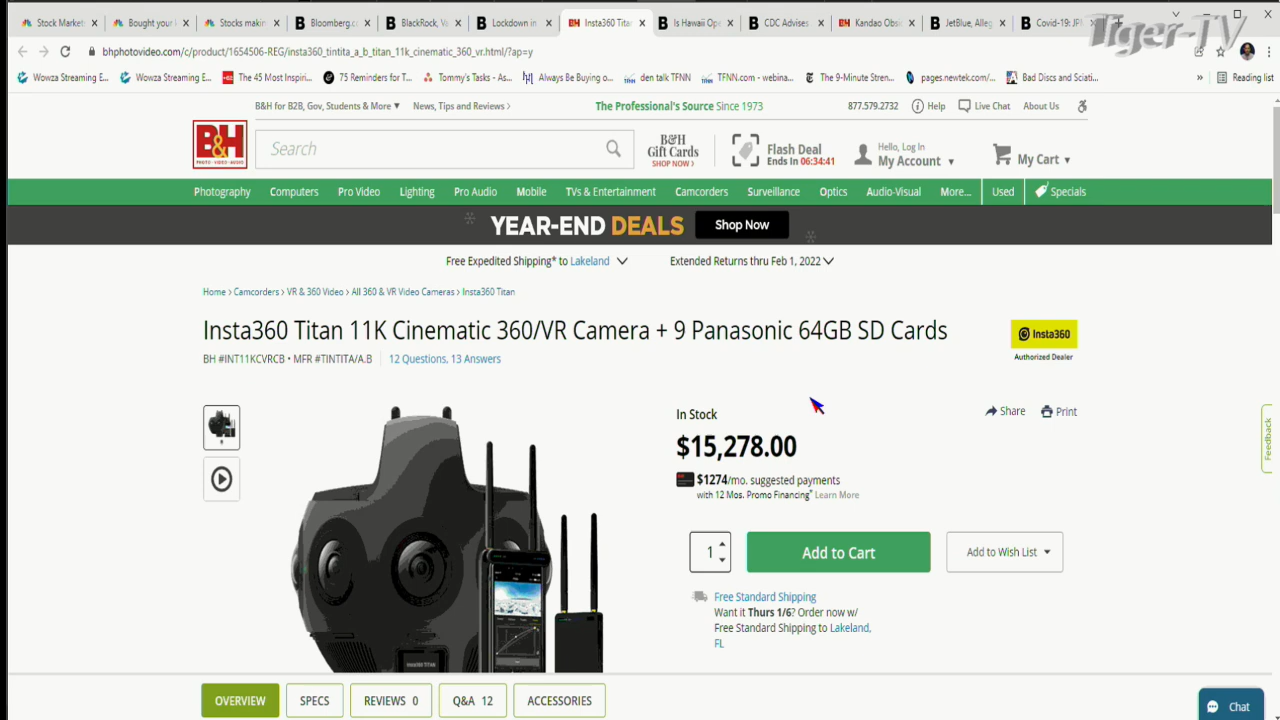 Stock Market
Bought your
Stocks makin
Bloomberg.c
BlackRock, Va
Lockdown in
Insta360 Titan
Is Hawaii Ope
CDC Advises
Kandao Obsi
JetBlue, Alleg
Covid-19: JPM
Tiger-TV
bhphotovideo.com/c/product/1654506-REG/insta360_tintita_a_b_titan_11k_cinematic_360_vr.html/?ap=y
Wowza Streaming E...
Wowza Streaming E...
The 45 Most Inspiri...
75 Reminders for T...
Tommy's Tasks - As...
Always Be Buying o...
den talk TFNN
TFNN.com - webina...
The 9-Minute Stren...
pages.newtek.com/...
Bad Discs and Sciati...
»
Reading list
B&H for B2B, Gov, Students & More
News, Tips and Reviews
The Professional's Source Since 1973
877.579.2732
Help
Live Chat
About Us
B&H
PHOTO · VIDEO · AUDIO
Search
B&H
Gift Cards
SHOP NOW
Flash Deal
Ends In 06:34:41
Hello, Log In
My Account
My Cart
Photography
Computers
Pro Video
Lighting
Pro Audio
Mobile
TVs & Entertainment
Camcorders
Surveillance
Optics
Audio-Visual
More...
Used
Specials
YEAR-END DEALS
Shop Now
Free Expedited Shipping* to Lakeland
Extended Returns thru Feb 1, 2022
Home > Camcorders > VR & 360 Video > All 360 & VR Video Cameras > Insta360 Titan
Insta360 Titan 11K Cinematic 360/VR Camera + 9 Panasonic 64GB SD Cards
Insta360
Authorized Dealer
BH #INT11KCVRCB • MFR #TINTITA/A.B
12 Questions, 13 Answers
In Stock
Share
Print
$15,278.00
$1274/mo. suggested payments
with 12 Mos. Promo Financing* Learn More
1
Add to Cart
Add to Wish List
Free Standard Shipping
Want it Thurs 1/6? Order now w/
Free Standard Shipping to Lakeland,
FL
Feedback
INSTA360 TITAN
OVERVIEW
SPECS
REVIEWS 0
Q&A 12
ACCESSORIES
Chat